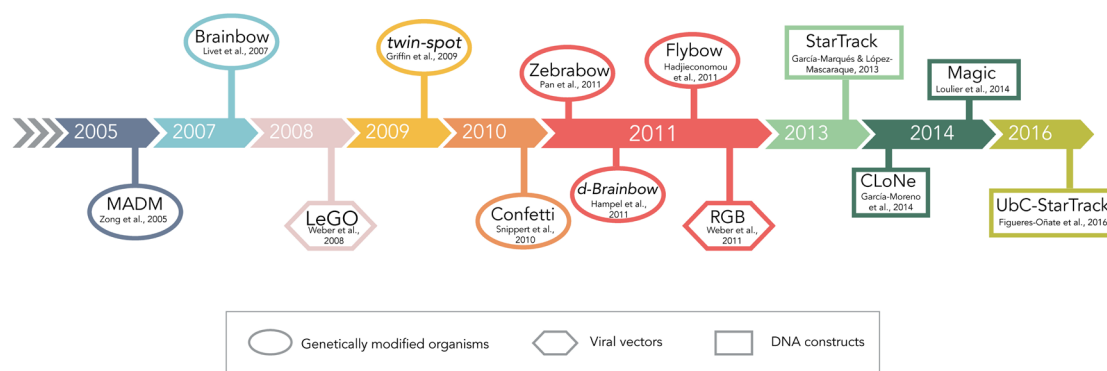 Brainbow
Livet et al., 2007
twin-spot
Griffin et al., 2009
Zebrabow
Pan et al., 2011
Flybow
Hadjieconomou
et al., 2011
StarTrack
García-Marqués & López-
Mascaraque, 2013
Magic
Loulier et al., 2014
2005
2007
2008
2009
2010
2011
2013
2014
2016
MADM
Zong et al., 2005
LeGO
Weber et al.,
2008
Confetti
Snippert et al.,
2010
d-Brainbow
Hampel et al.,
2011
RGB
Weber et al.,
2011
CLoNe
García-Moreno
et al., 2014
UbC-StarTrack
Figueres-Oñate et al., 2016
Genetically modified organisms
Viral vectors
DNA constructs